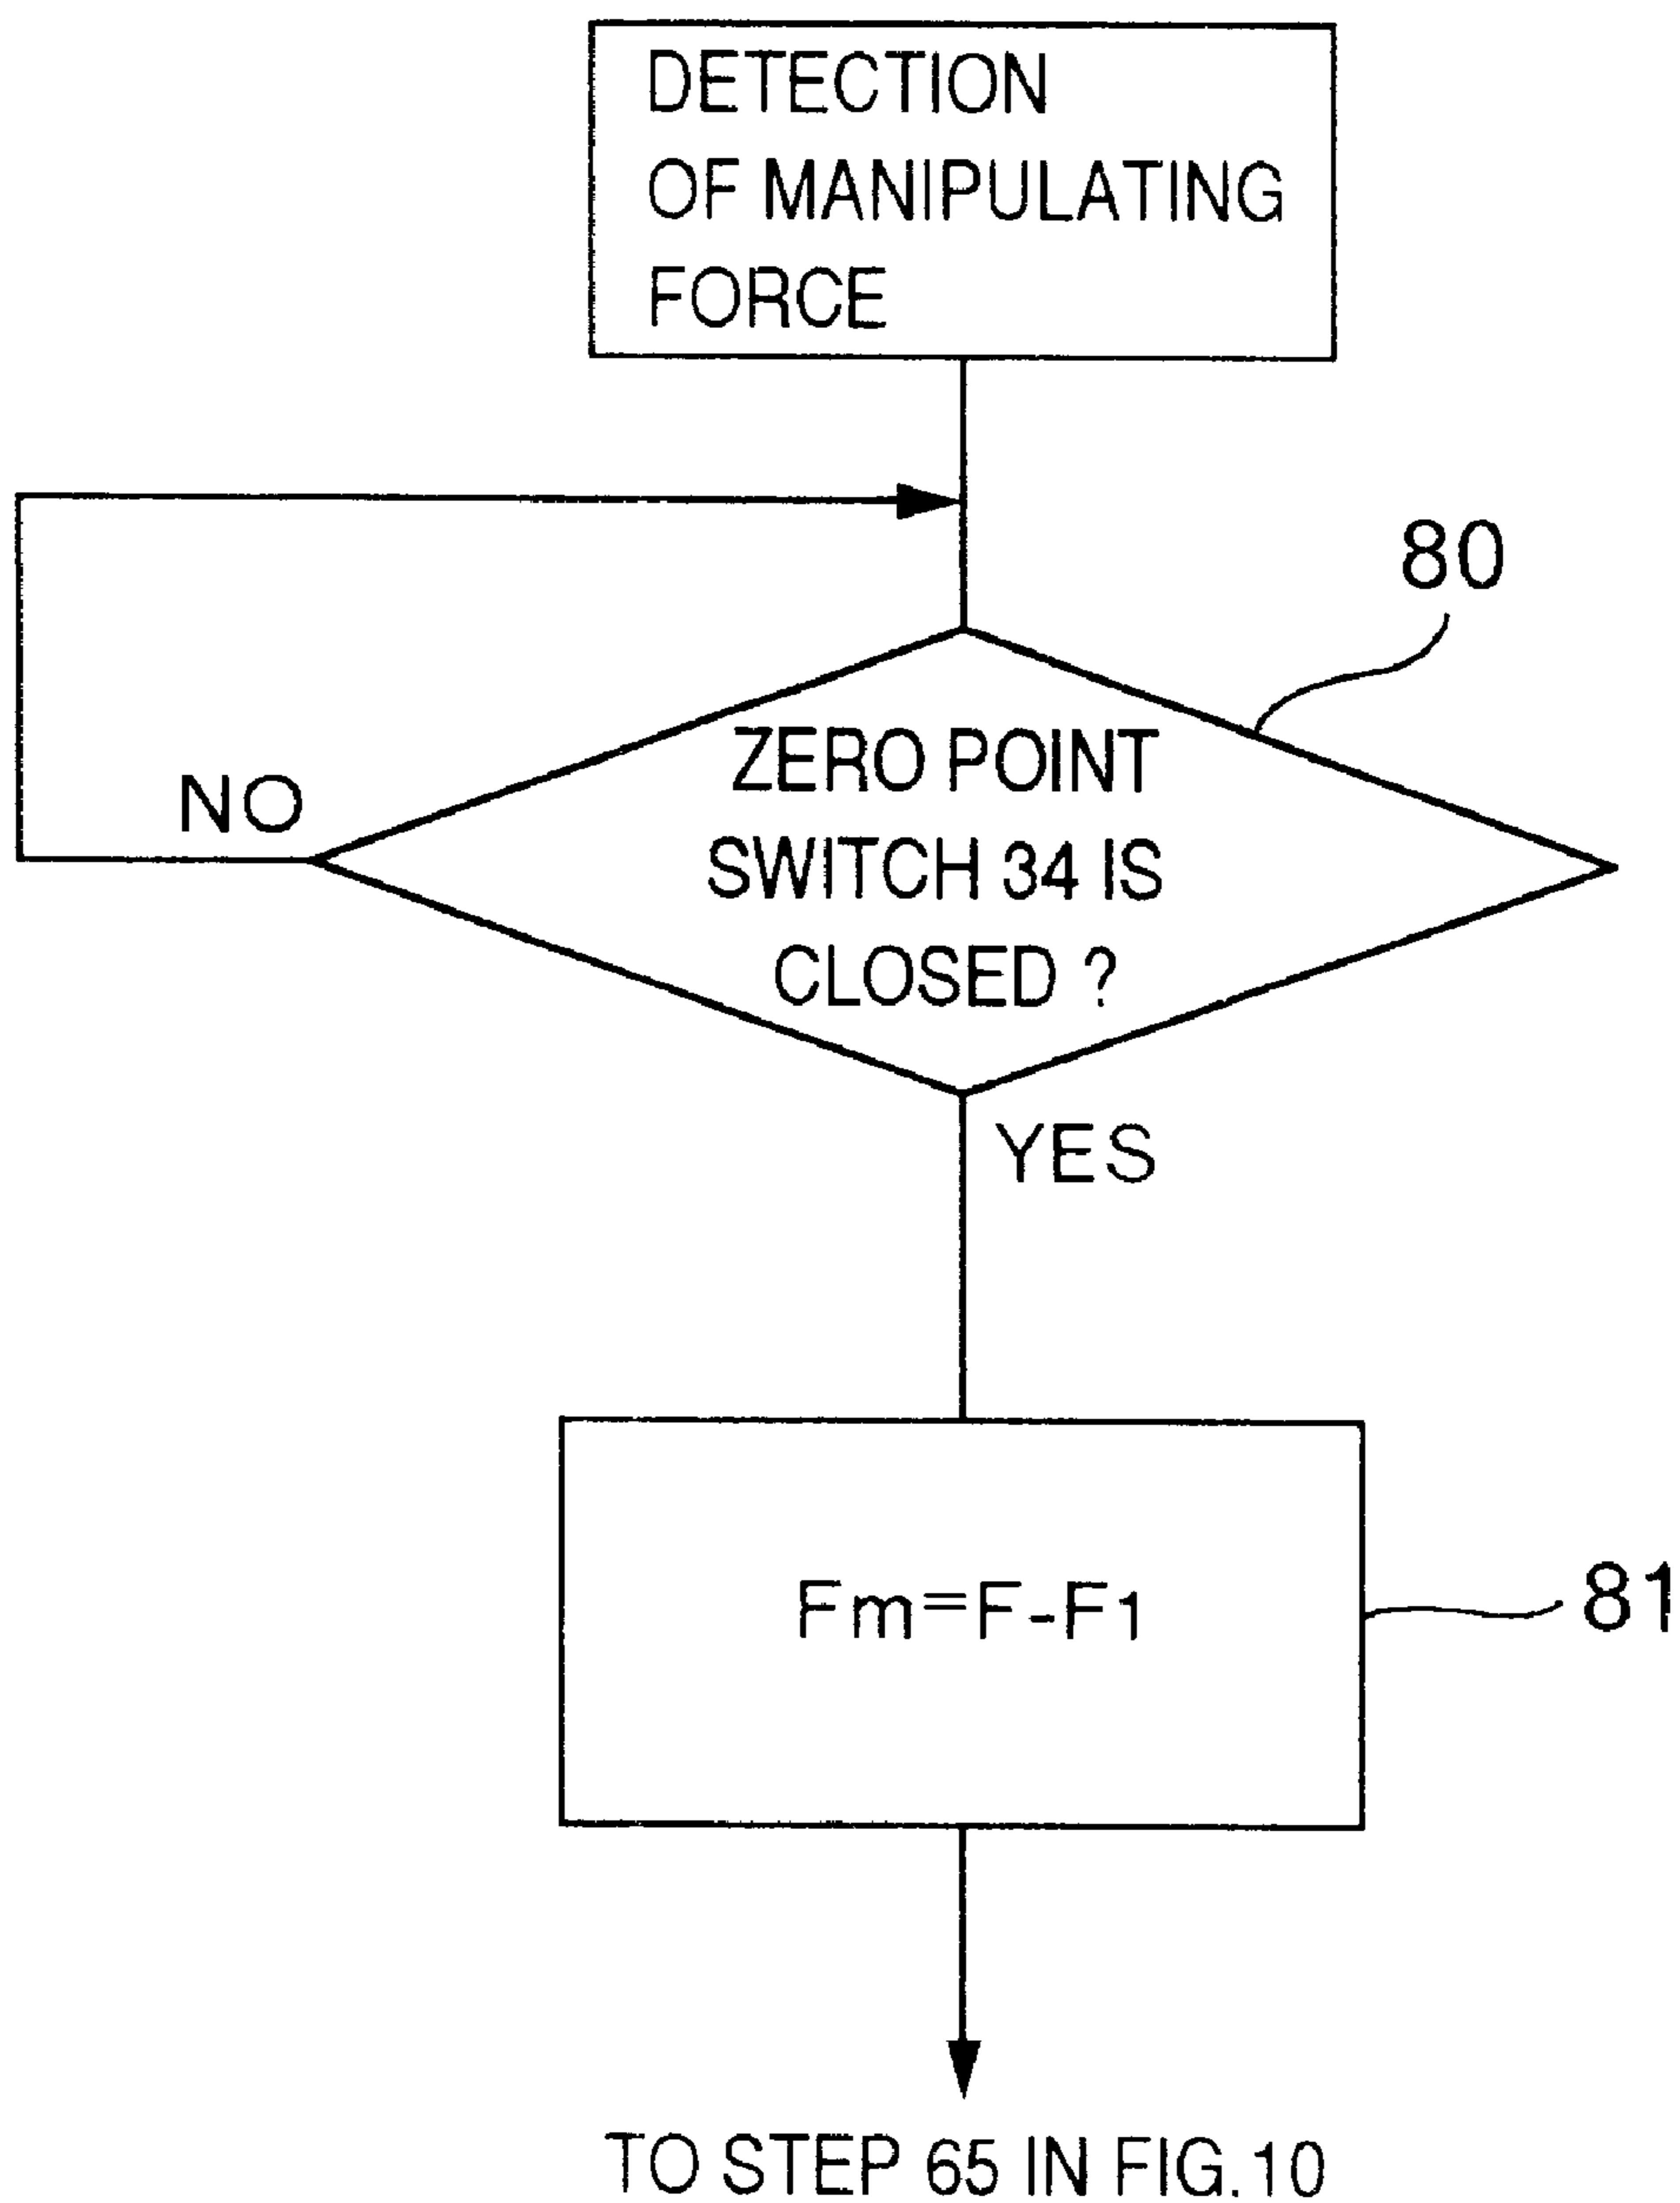 DETECTION
OF MANIPULATING
FORCE
80
ZERO POINT
SWITCH 34 IS
CLOSED ?
NO
YES
Fm=F-F1
81
TO STEP 65 IN FIG.10